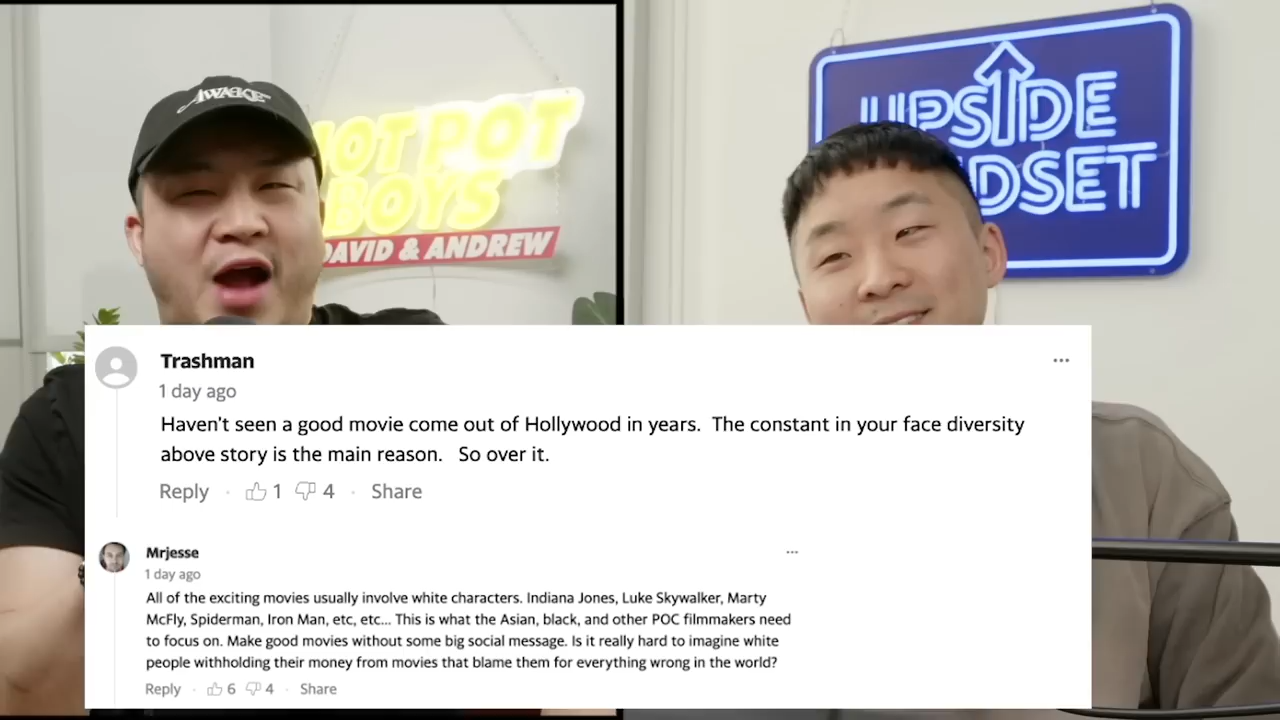 AWAKE
HOT POT
BOYS
DAVID & ANDREW
UPSIDE
MINDSET
Trashman
1 day ago
Haven't seen a good movie come out of Hollywood in years.  The constant in your face diversity
above story is the main reason.   So over it.
Reply · 1 4 · Share
Mrjesse
1 day ago
All of the exciting movies usually involve white characters. Indiana Jones, Luke Skywalker, Marty
McFly, Spiderman, Iron Man, etc, etc... This is what the Asian, black, and other POC filmmakers need
to focus on. Make good movies without some big social message. Is it really hard to imagine white
people withholding their money from movies that blame them for everything wrong in the world?
Reply · 6 4 · Share